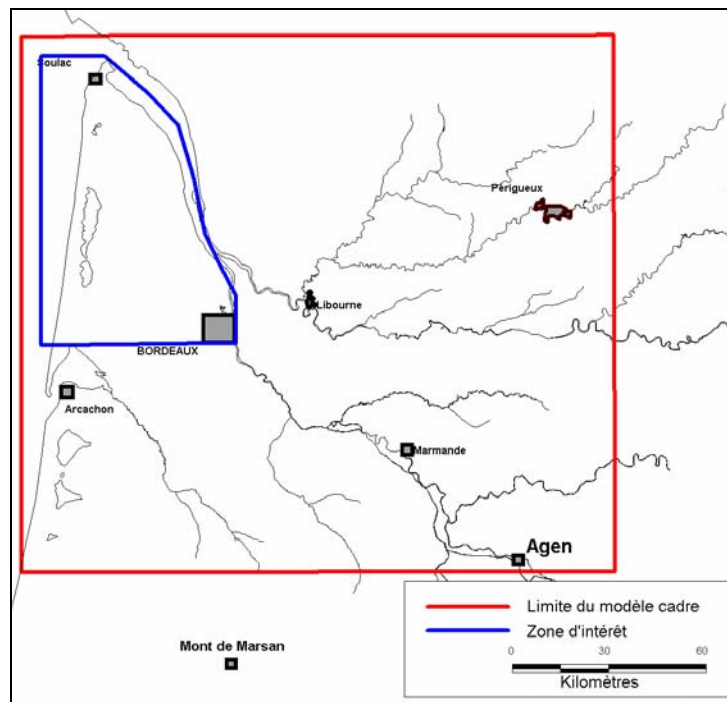 Soulac
Périgueux
Libourne
BORDEAUX
Arcachon
Marmande
Agen
Limite du modèle cadre
Zone d'intérêt
Mont de Marsan
0 30 60
Kilomètres